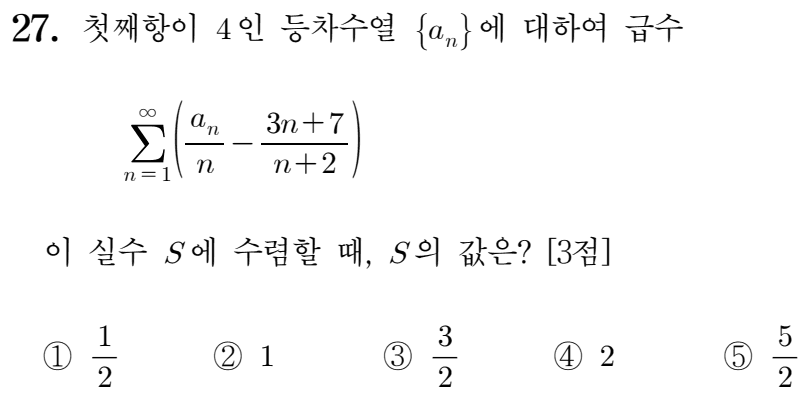 27. 첫째항이 4인 등차수열 {aₙ}에 대하여 급수
∑_{n=1}^{∞} (aₙ/n − (3n+7)/(n+2))
이 실수 S에 수렴할 때, S의 값은? [3점]
① 1/2 ② 1 ③ 3/2 ④ 2 ⑤ 5/2